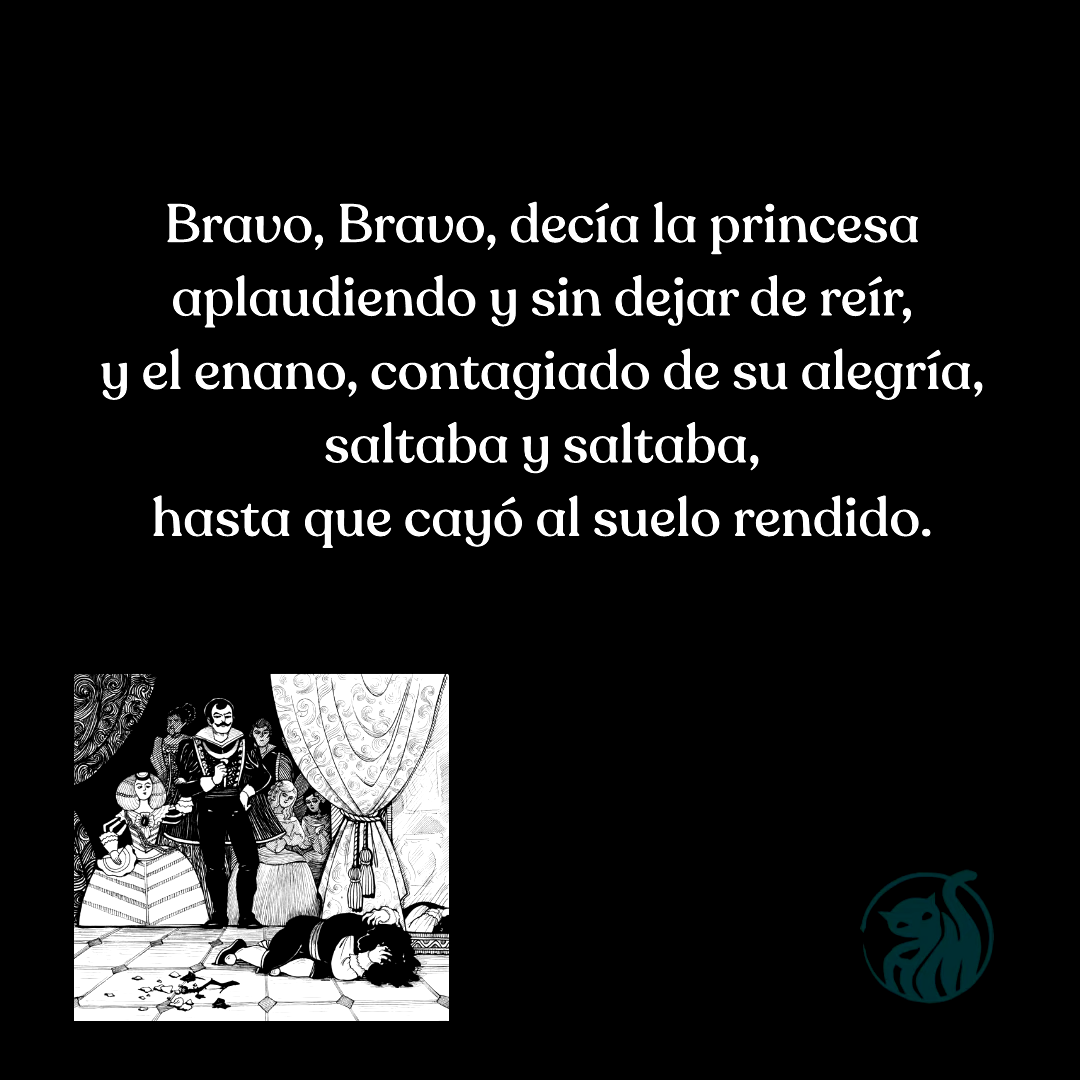 Bravo, Bravo, decía la princesa
aplaudiendo y sin dejar de reír,
y el enano, contagiado de su alegría,
saltaba y saltaba,
hasta que cayó al suelo rendido.